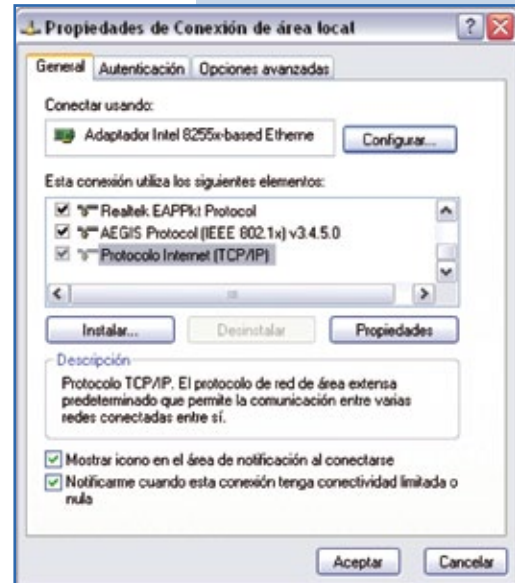 Propiedades de Conexión de área local
General Autenticación Opciones avanzadas
Conectar usando:
Adaptador Intel 8255x-based Etherne Configurar...
Esta conexión utiliza los siguientes elementos:
Realtek EAPPkt Protocol
AEGIS Protocol (IEEE 802.1x) v3.4.5.0
Protocolo Internet (TCP/IP)
Instalar... Desinstalar Propiedades
Descripción
Protocolo TCP/IP. El protocolo de red de área extensa
predeterminado que permite la comunicación entre varias
redes conectadas entre sí.
Mostrar icono en el área de notificación al conectarse
Notificarme cuando esta conexión tenga conectividad limitada o
nula
Aceptar Cancelar